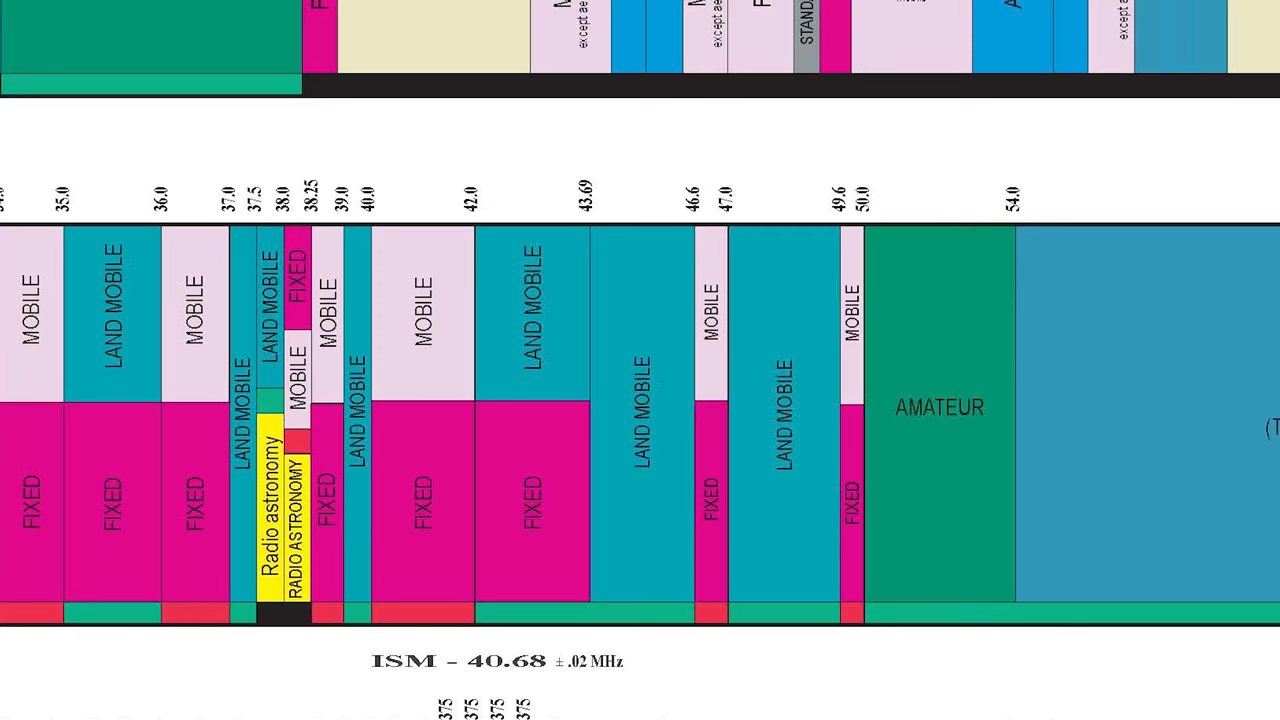 except ae
except ae
STANDA
except a
35.0
36.0
37.0
37.5
38.0
38.25
39.0
40.0
42.0
43.69
46.6
47.0
49.6
50.0
54.0
MOBILE
LAND MOBILE
MOBILE
LAND MOBILE
LAND MOBILE
FIXED
MOBILE
MOBILE
LAND MOBILE
MOBILE
LAND MOBILE
LAND MOBILE
MOBILE
LAND MOBILE
MOBILE
AMATEUR
(T
FIXED
FIXED
FIXED
Radio astronomy
RADIO ASTRONOMY
FIXED
FIXED
FIXED
FIXED
FIXED
ISM – 40.68 ± .02 MHz
375
375
375
375